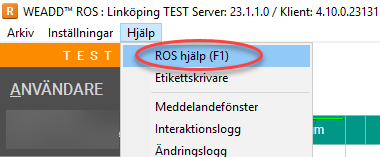 R WEADD™ ROS : Linköping TEST Server: 23.1.1.0 / Klient: 4.10.0.23131
Arkiv Inställningar Hjälp
TEST
ROS hjälp (F1)
Etikettskrivare
ANVÄNDARE
Meddelandefönster
Interaktionslogg
Ändringslogg